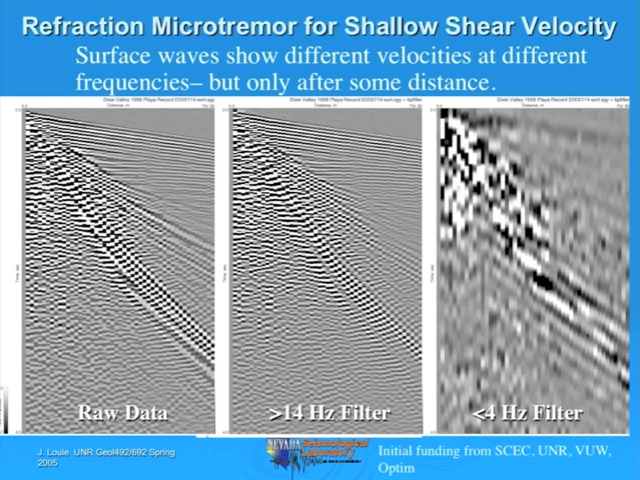 Refraction Microtremor for Shallow Shear Velocity
Surface waves show different velocities at different
frequencies– but only after some distance.
Raw Data
>14 Hz Filter
<4 Hz Filter
J. Louie UNR Geol492/692 Spring
2005
NEVADA Seismological
Laboratory
Initial funding from SCEC, UNR, VUW,
Optim